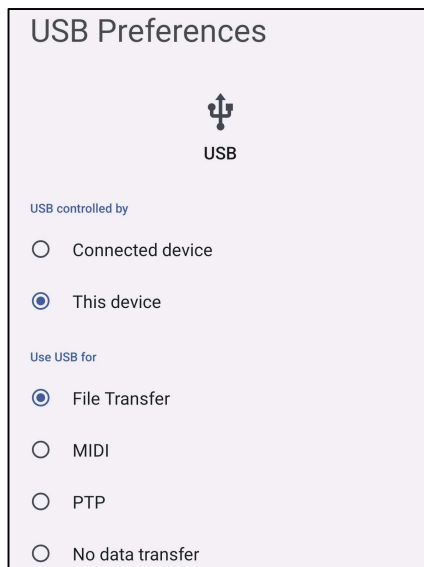 USB Preferences
USB
USB controlled by
Connected device
This device
Use USB for
File Transfer
MIDI
PTP
No data transfer